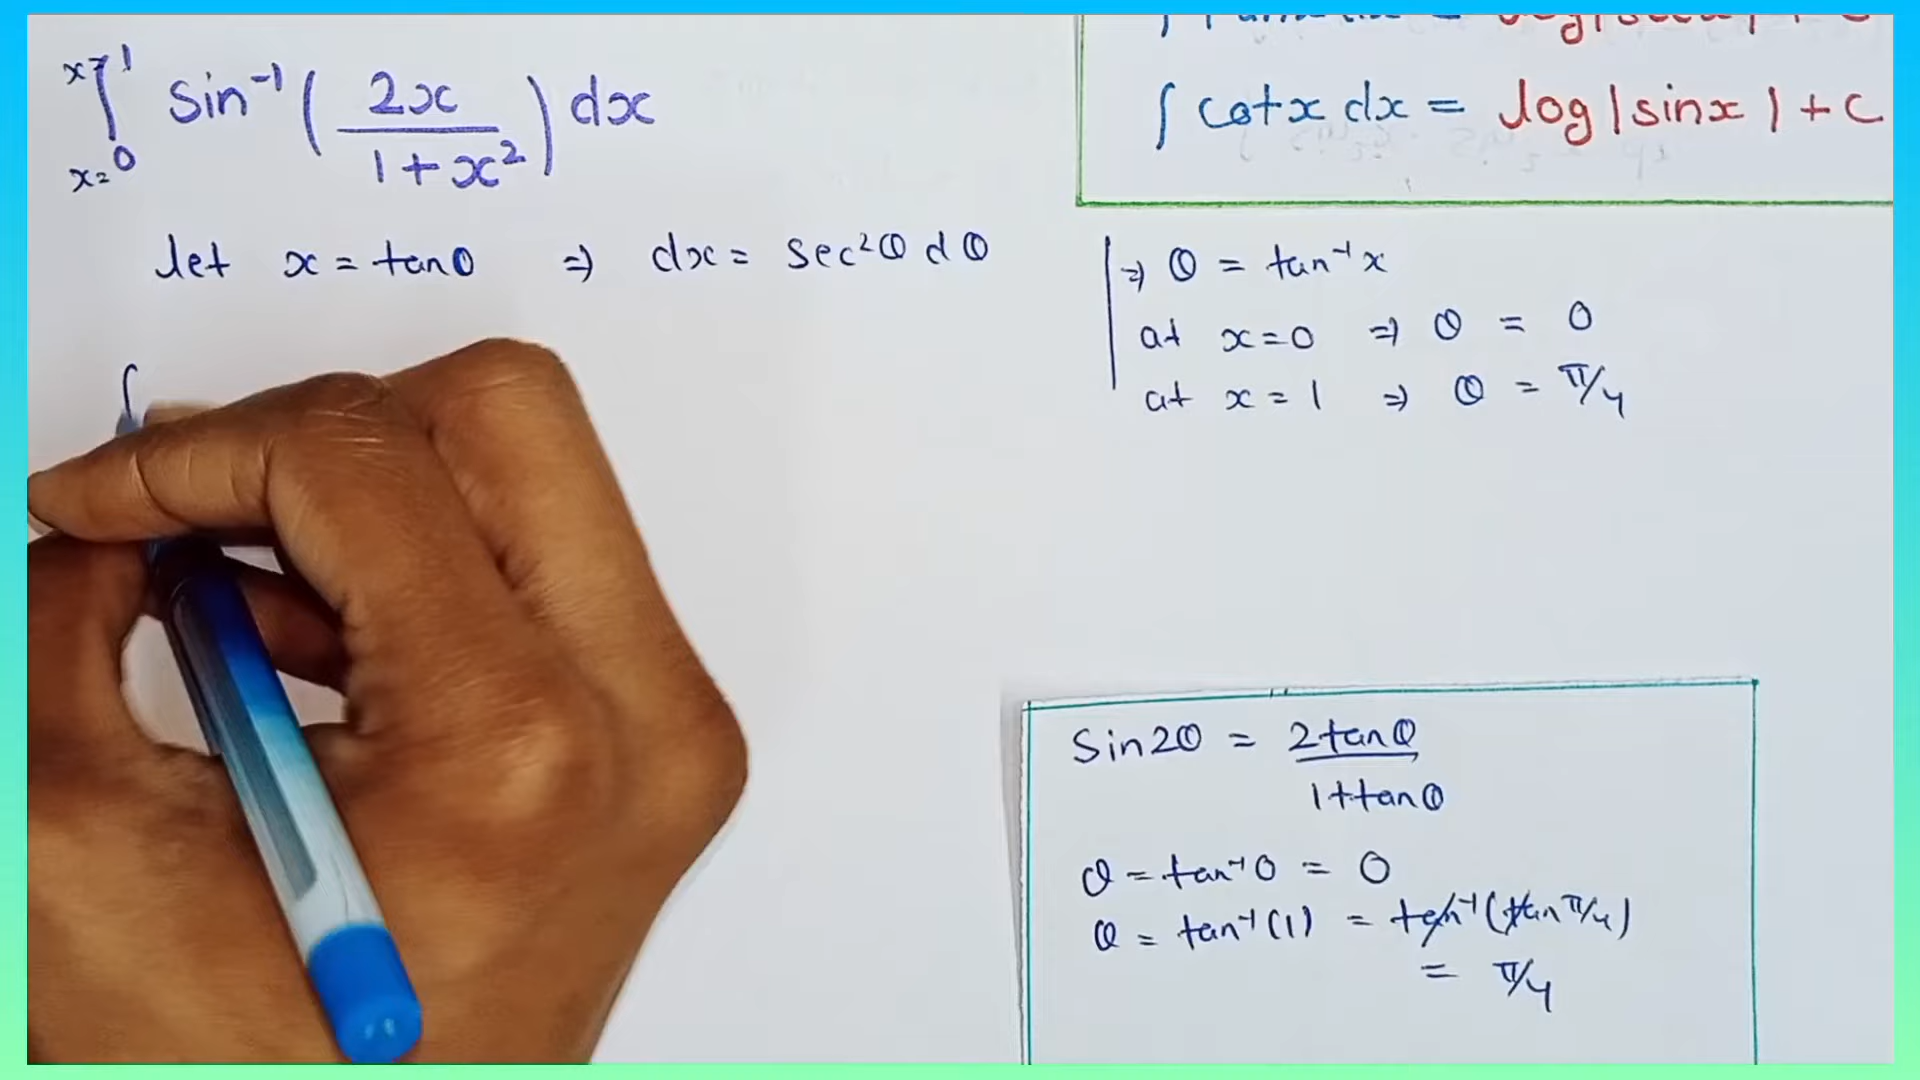 ∫ₓ₌₀ˣ⁼¹ sin⁻¹(2x/(1+x²)) dx
∫ cotx dx = log|sinx| + C
let x = tanθ ⇒ dx = sec²θ dθ
⇒ θ = tan⁻¹x
at x=0 ⇒ θ = 0
at x = 1 ⇒ θ = π/4
∫
Sin2θ = 2tanθ/(1+tanθ)
θ = tan⁻¹0 = 0
θ = tan⁻¹(1) = tan⁻¹(tan π/4)
= π/4